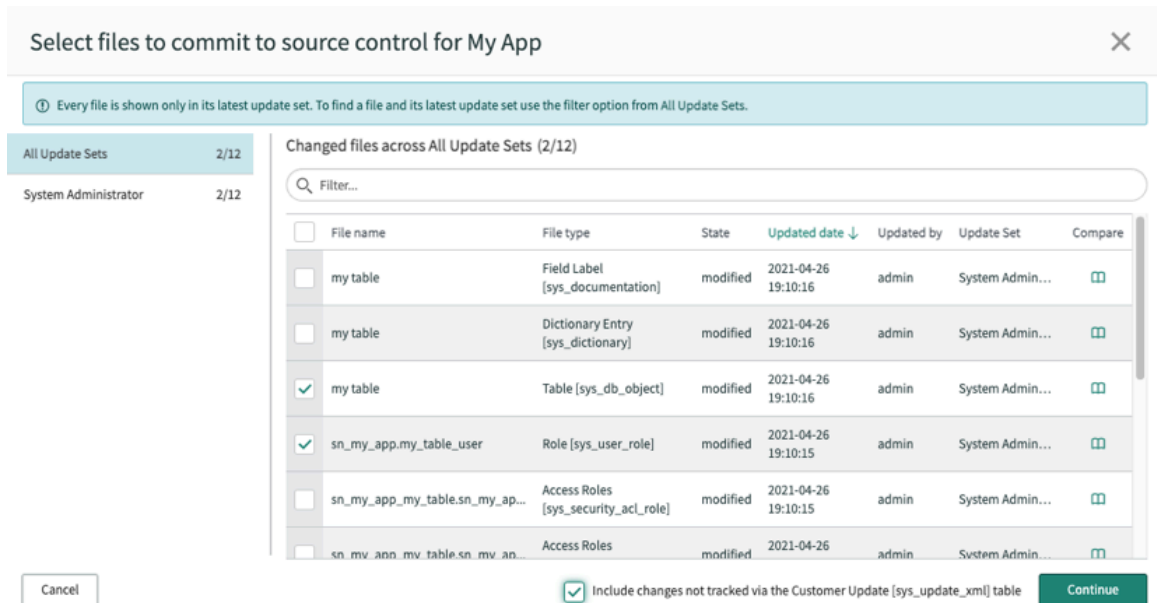 Select files to commit to source control for My App
Every file is shown only in its latest update set. To find a file and its latest update set use the filter option from All Update Sets.
All Update Sets 2/12
System Administrator 2/12
Changed files across All Update Sets (2/12)
Filter...
File name File type State Updated date ↓ Updated by Update Set Compare
my table Field Label [sys_documentation] modified 2021-04-26 19:10:16 admin System Admin...
my table Dictionary Entry [sys_dictionary] modified 2021-04-26 19:10:16 admin System Admin...
my table Table [sys_db_object] modified 2021-04-26 19:10:16 admin System Admin...
sn_my_app.my_table_user Role [sys_user_role] modified 2021-04-26 19:10:15 admin System Admin...
sn_my_app_my_table.sn_my_ap... Access Roles [sys_security_acl_role] modified 2021-04-26 19:10:15 admin System Admin...
sn_my_app_my_table.sn_my_ap... Access Roles modified 2021-04-26 admin System Admin...
Cancel
Include changes not tracked via the Customer Update [sys_update_xml] table
Continue